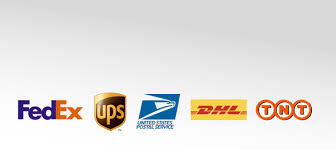 FedEx
ups
UNITED STATES
POSTAL SERVICE
DHL
TNT